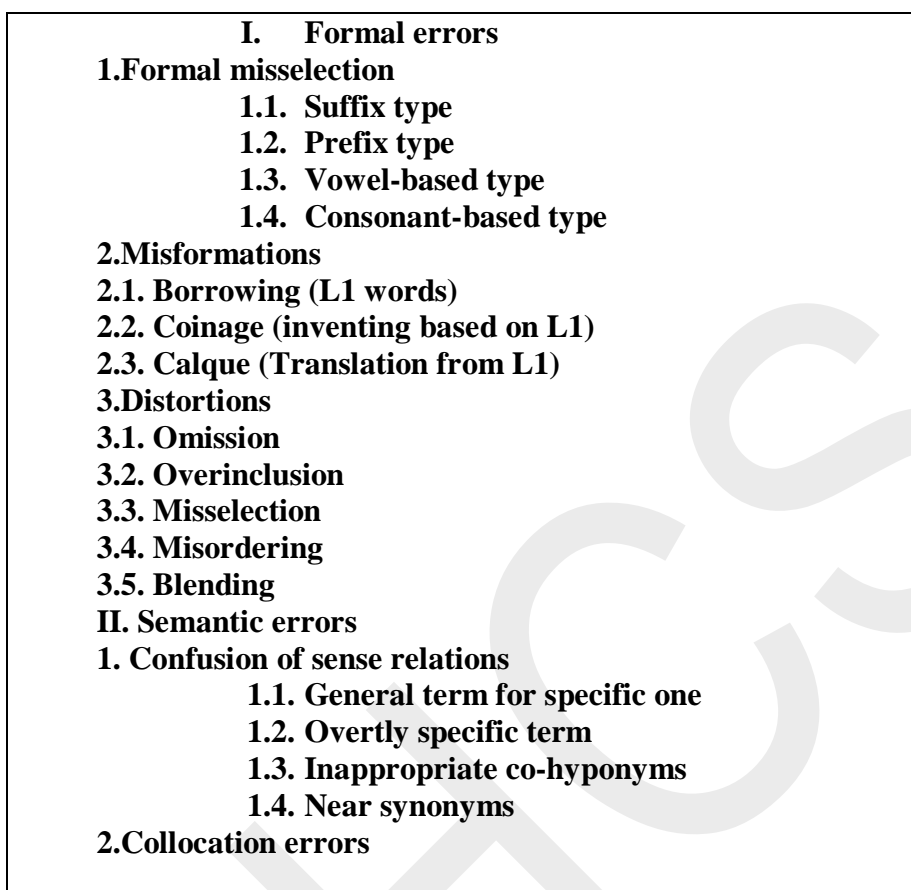 I. Formal errors
1.Formal misselection
1.1. Suffix type
1.2. Prefix type
1.3. Vowel-based type
1.4. Consonant-based type
2.Misformations
2.1. Borrowing (L1 words)
2.2. Coinage (inventing based on L1)
2.3. Calque (Translation from L1)
3.Distortions
3.1. Omission
3.2. Overinclusion
3.3. Misselection
3.4. Misordering
3.5. Blending
II. Semantic errors
1. Confusion of sense relations
1.1. General term for specific one
1.2. Overtly specific term
1.3. Inappropriate co-hyponyms
1.4. Near synonyms
2.Collocation errors